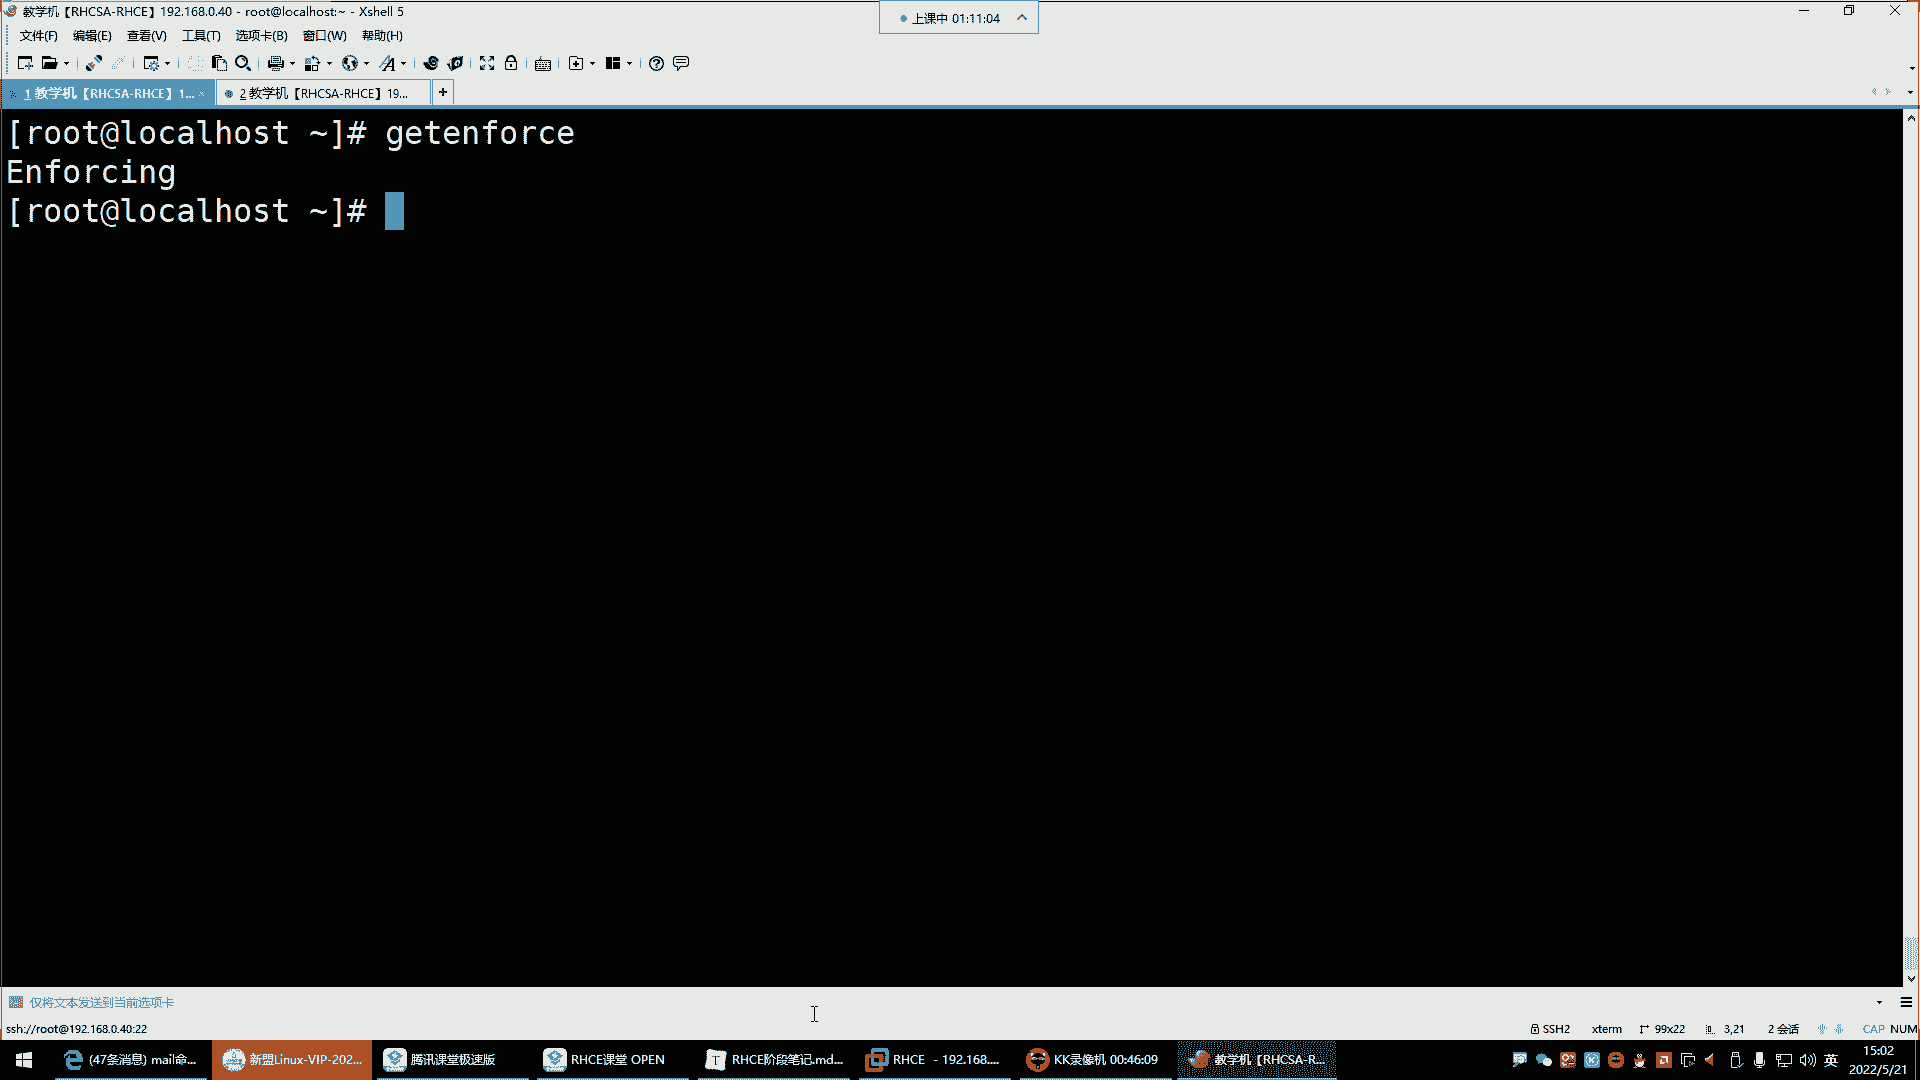 教学机【RHCSA-RHCE】192.168.0.40 - root@localhost:~ - Xshell 5
上课中 01:11:04
文件(F) 编辑(E) 查看(V) 工具(T) 选项卡(B) 窗口(W) 帮助(H)
1 教学机【RHCSA-RHCE】1... 2 教学机【RHCSA-RHCE】19...
[root@localhost ~]# getenforce
Enforcing
[root@localhost ~]#
仅将文本发送到当前选项卡
ssh://root@192.168.0.40:22 SSH2 xterm 99x22 3,21 2 会话 CAP NUM
(47条消息) mail命... 新盟Linux-VIP-202... 腾讯课堂极速版 RHCE课堂 OPEN RHCE阶段笔记.md... RHCE - 192.168.... KK录像机 00:46:09 教学机【RHCSA-R... 英 15:02
2022/5/21